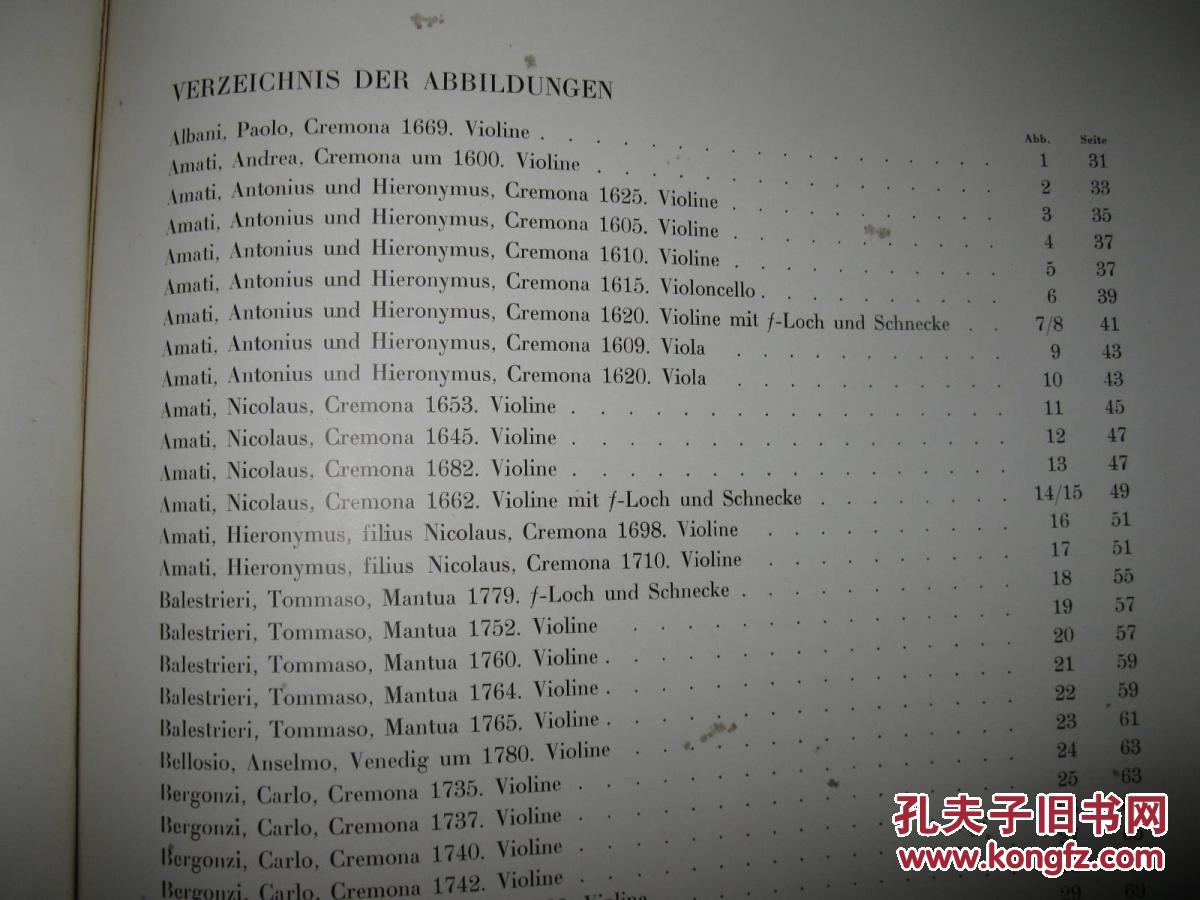 VERZEICHNIS DER ABBILDUNGEN
Abb. Seite
Albani, Paolo, Cremona 1669. Violine . . . . . . . . . . . . . . . . . 1 31
Amati, Andrea, Cremona um 1600. Violine . . . . . . . . . . . . . . . 2 33
Amati, Antonius und Hieronymus, Cremona 1625. Violine . . . . . . . . . . 3 35
Amati, Antonius und Hieronymus, Cremona 1605. Violine . . . . . . . . . . 4 37
Amati, Antonius und Hieronymus, Cremona 1610. Violine . . . . . . . . . . 5 37
Amati, Antonius und Hieronymus, Cremona 1615. Violoncello . . . . . . . . . 6 39
Amati, Antonius und Hieronymus, Cremona 1620. Violine mit f-Loch und Schnecke . . 7/8 41
Amati, Antonius und Hieronymus, Cremona 1609. Viola . . . . . . . . . . 9 43
Amati, Antonius und Hieronymus, Cremona 1620. Viola . . . . . . . . . . 10 43
Amati, Nicolaus, Cremona 1653. Violine . . . . . . . . . . . . . . . . 11 45
Amati, Nicolaus, Cremona 1645. Violine . . . . . . . . . . . . . . . . 12 47
Amati, Nicolaus, Cremona 1682. Violine . . . . . . . . . . . . . . . . 13 47
Amati, Nicolaus, Cremona 1662. Violine mit f-Loch und Schnecke . . . . . . . 14/15 49
Amati, Hieronymus, filius Nicolaus, Cremona 1698. Violine . . . . . . . . . 16 51
Amati, Hieronymus, filius Nicolaus, Cremona 1710. Violine . . . . . . . . . 17 51
Balestrieri, Tommaso, Mantua 1779. f-Loch und Schnecke . . . . . . . . . . 18 55
Balestrieri, Tommaso, Mantua 1752. Violine . . . . . . . . . . . . . . 19 57
Balestrieri, Tommaso, Mantua 1760. Violine . . . . . . . . . . . . . . . 20 57
Balestrieri, Tommaso, Mantua 1764. Violine . . . . . . . . . . . . . . . 21 59
Balestrieri, Tommaso, Mantua 1765. Violine . . . . . . . . . . . . . . . 22 59
Bellosio, Anselmo, Venedig um 1780. Violine . . . . . . . . . . . . . . 23 61
Bergonzi, Carlo, Cremona 1735. Violine . . . . . . . . . . . . . . . . 24 63
Bergonzi, Carlo, Cremona 1737. Violine . . . . . . . . . . . . . . . . 25 63
Bergonzi, Carlo, Cremona 1740. Violine
Bergonzi, Carlo, Cremona 1742. Violine
29 69
孔夫子旧书网
www.kongfz.com